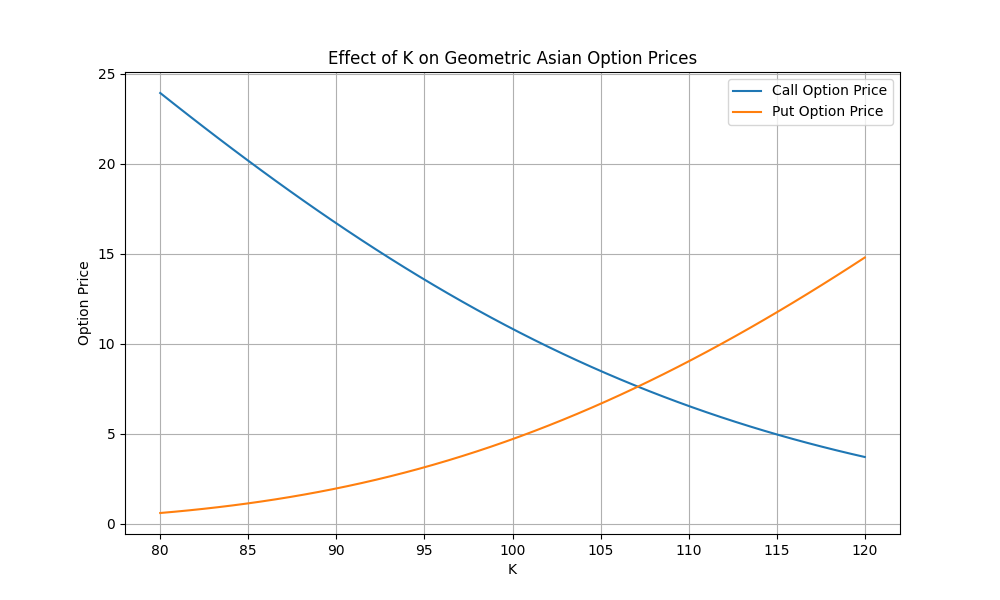 Effect of K on Geometric Asian Option Prices
Call Option Price
Put Option Price
Option Price
25
20
15
10
5
0
80 85 90 95 100 105 110 115 120
K